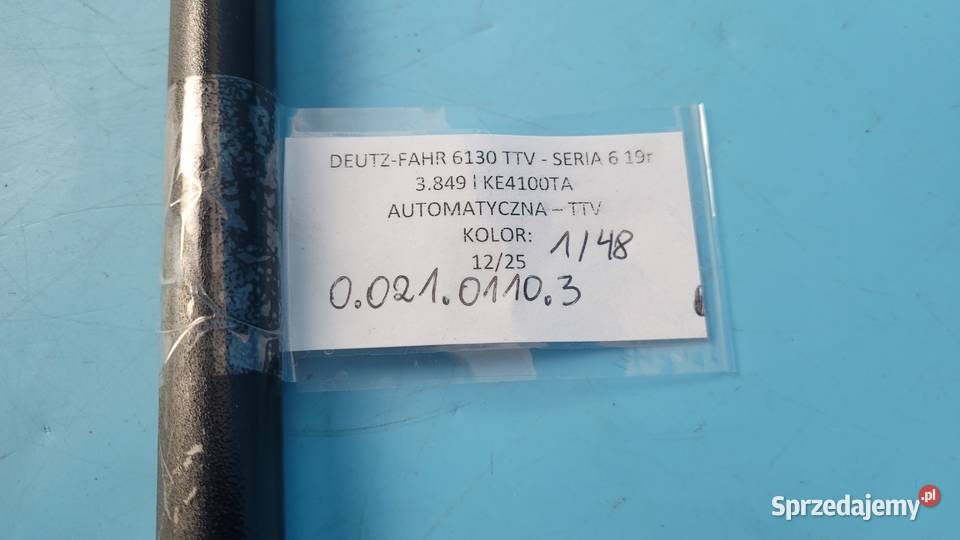 DEUTZ-FAHR 6130 TTV - SERIA 6 19r
3.849 l KE4100TA
AUTOMATYCZNA – TTV
KOLOR: 1/48
12/25
0.021.0110.3
Sprzedajemy.pl